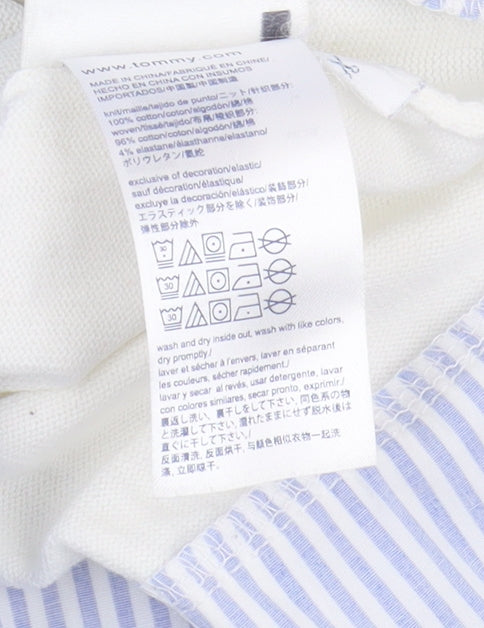 www.tommy.com
MADE IN CHINA/FABRIQUÉ EN CHINE/
HECHO EN CHINA CON INSUMOS
IMPORTADOS/中国製/中国制造
knit/maille/tejido de punto/ニット/针织部分:
100% cotton/coton/algodón/綿/棉
woven/tissé/tejido/布帛/梭织部分:
96% cotton/coton/algodón/綿/棉
4% elastane/élasthanne/elastano/
ポリウレタン/氨纶
exclusive of decoration/elastic/
sauf décoration/élastique/
excluye la decoración/elástico/装飾部分/
エラスティック部分を除く/装饰部分/
弹性部分除外
30
30
30
wash and dry inside out, wash with like colors,
dry promptly./
laver et sécher à l'envers, laver en séparant
les couleurs, sécher rapidement./
lavar y secar al revés, usar detergente, lavar
con colores similares, secar pronto, exprimir./
裏返し洗い、裏干しをして下さい。同色系の物
と洗濯して下さい。濡れたままにせず脱水後は
直ぐに干して下さい。/
反面清洗、反面烘干。与颜色相似衣物一起洗
涤, 立即晾干。